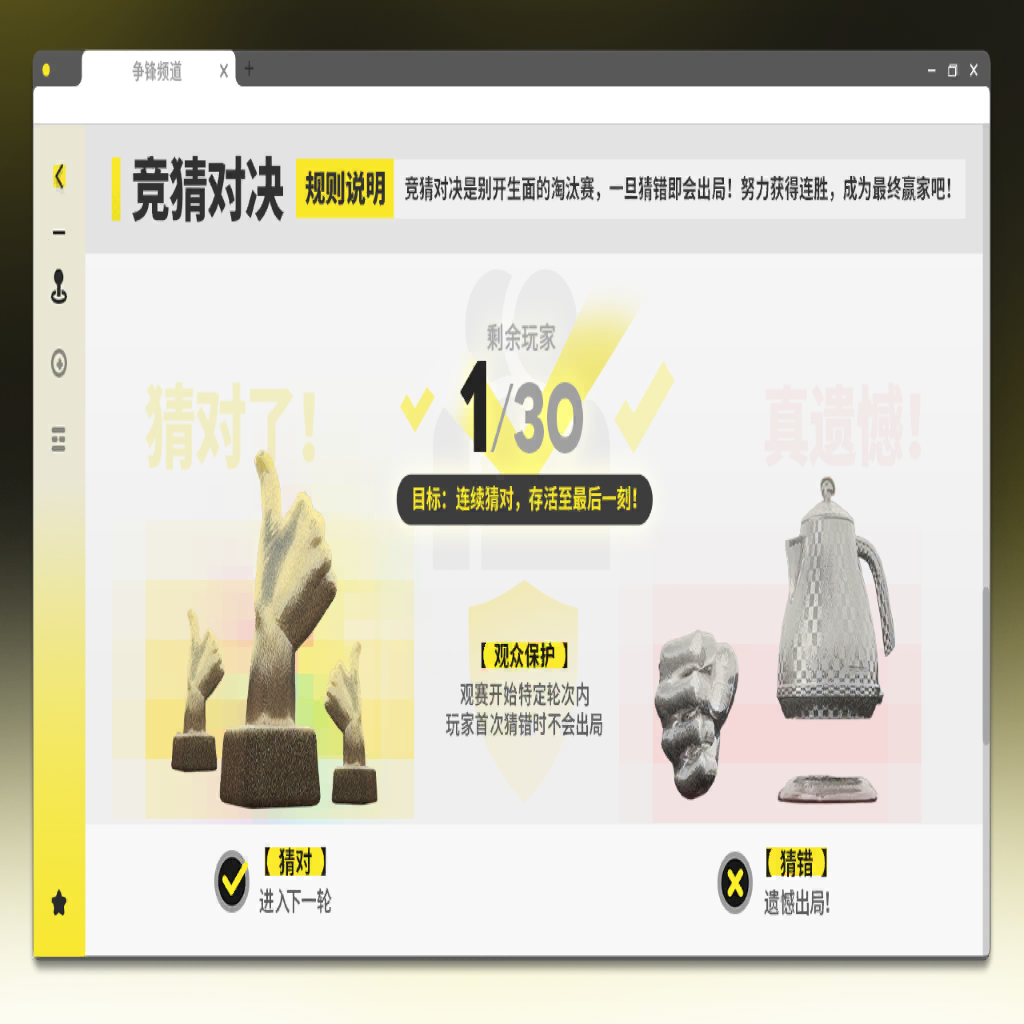 争锋频道
竞猜对决
规则说明
竞猜对决是别开生面的淘汰赛，一旦猜错即会出局！努力获得连胜，成为最终赢家吧！
剩余玩家
1/30
猜对了！
真遗憾！
目标：连续猜对，存活至最后一刻！
【观众保护】
观赛开始特定轮次内
玩家首次猜错时不会出局
【猜对】
进入下一轮
【猜错】
遗憾出局！